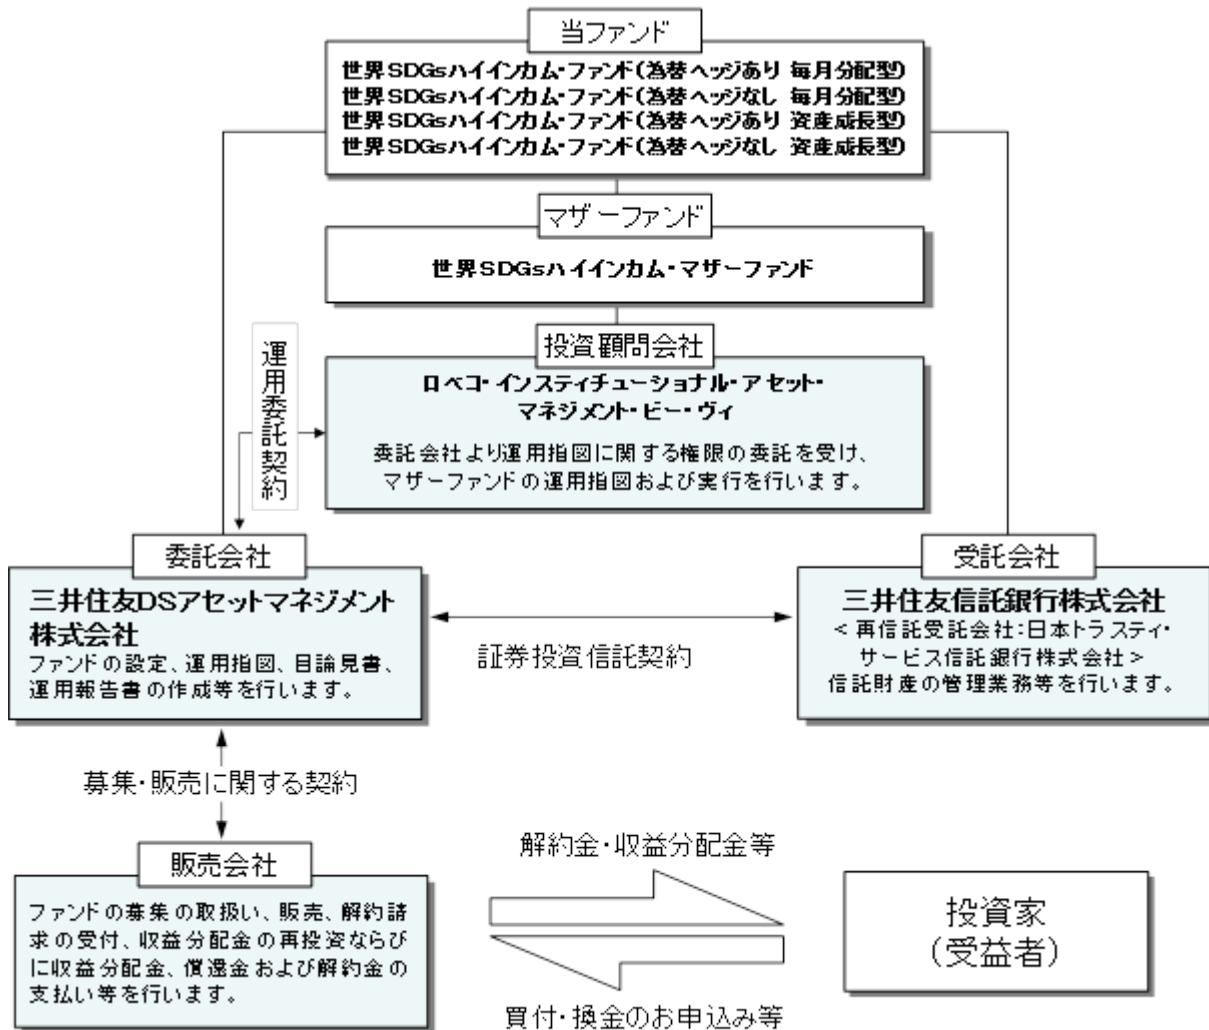 当ファンド
世界SDGsハイインカム・ファンド(為替ヘッジあり 毎月分配型)
世界SDGsハイインカム・ファンド(為替ヘッジなし 毎月分配型)
世界SDGsハイインカム・ファンド(為替ヘッジあり 資産成長型)
世界SDGsハイインカム・ファンド(為替ヘッジなし 資産成長型)
マザーファンド
世界SDGsハイインカム・マザーファンド
投資顧問会社
ロベコ・インスティチューショナル・アセット・
マネジメント・ビー・ヴィ
委託会社より運用指図に関する権限の委託を受け、
マザーファンドの運用指図および実行を行います。
運用委託契約
委託会社
三井住友DSアセットマネジメント
株式会社
ファンドの設定、運用指図、目論見書、
運用報告書の作成等を行います。
証券投資信託契約
受託会社
三井住友信託銀行株式会社
<再信託受託会社:日本トラスティ・
サービス信託銀行株式会社>
信託財産の管理業務等を行います。
募集・販売に関する契約
販売会社
ファンドの募集の取扱い、販売、解約請
求の受付、収益分配金の再投資ならび
に収益分配金、償還金および解約金の
支払い等を行います。
解約金・収益分配金等
買付・換金のお申込み等
投資家
(受益者)